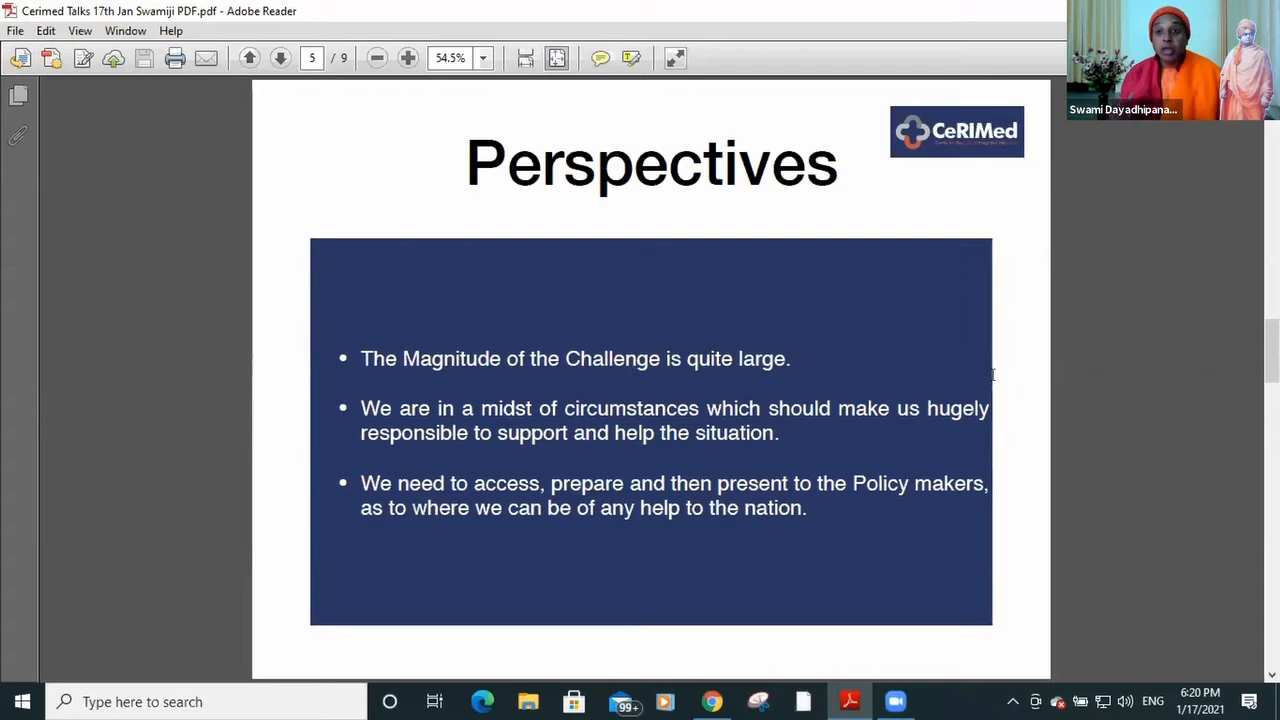 Cerimed Talks 17th Jan Swamiji PDF.pdf - Adobe Reader
File Edit View Window Help
5 / 9 54.5%
Swami Dayadhipana...
CeRIMed
Perspectives
• The Magnitude of the Challenge is quite large.
• We are in a midst of circumstances which should make us hugely
responsible to support and help the situation.
• We need to access, prepare and then present to the Policy makers,
as to where we can be of any help to the nation.
Type here to search
99+
ENG
6:20 PM
1/17/2021